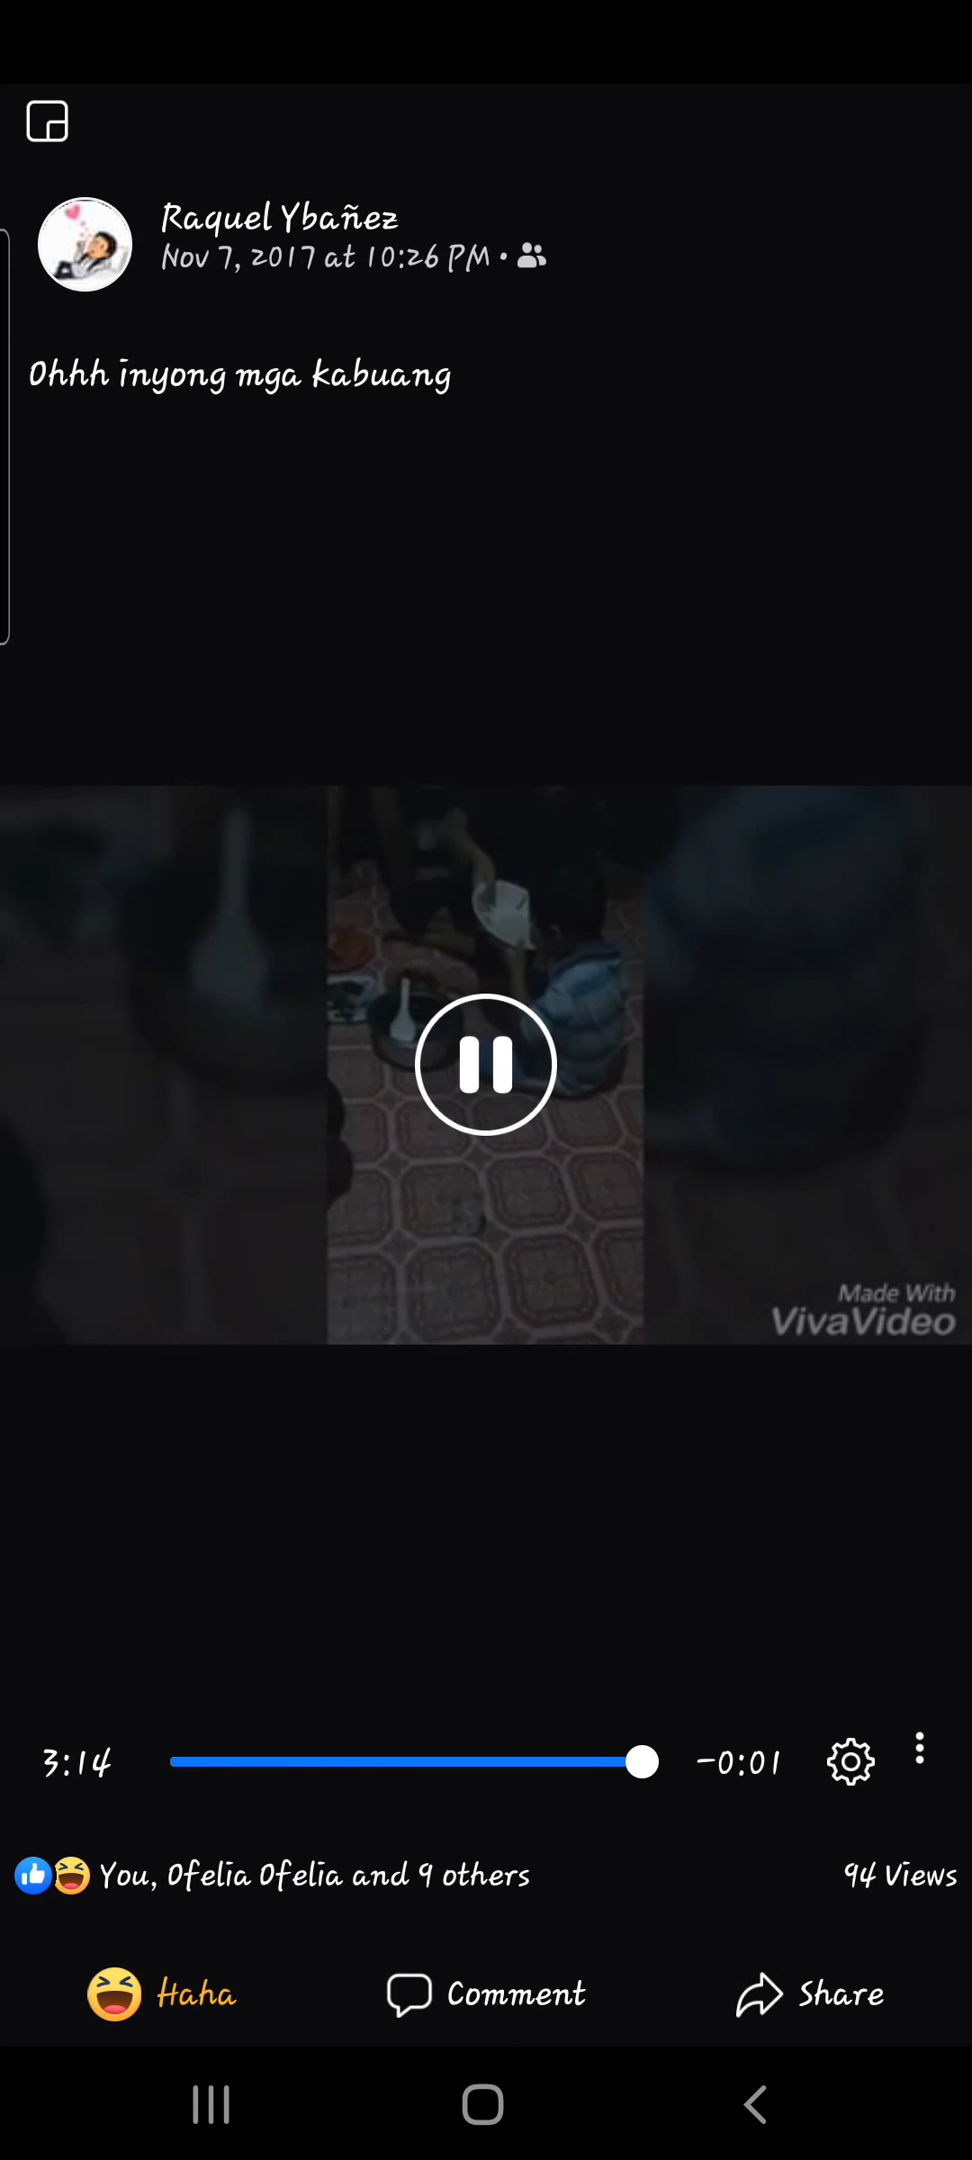 Raquel Ybañez
Nov 7, 2017 at 10:26 PM •
Ohhh inyong mga kabuang
Made With
VivaVideo
3:14
-0:01
You, Ofelia Ofelia and 9 others
94 Views
Haha
Comment
Share